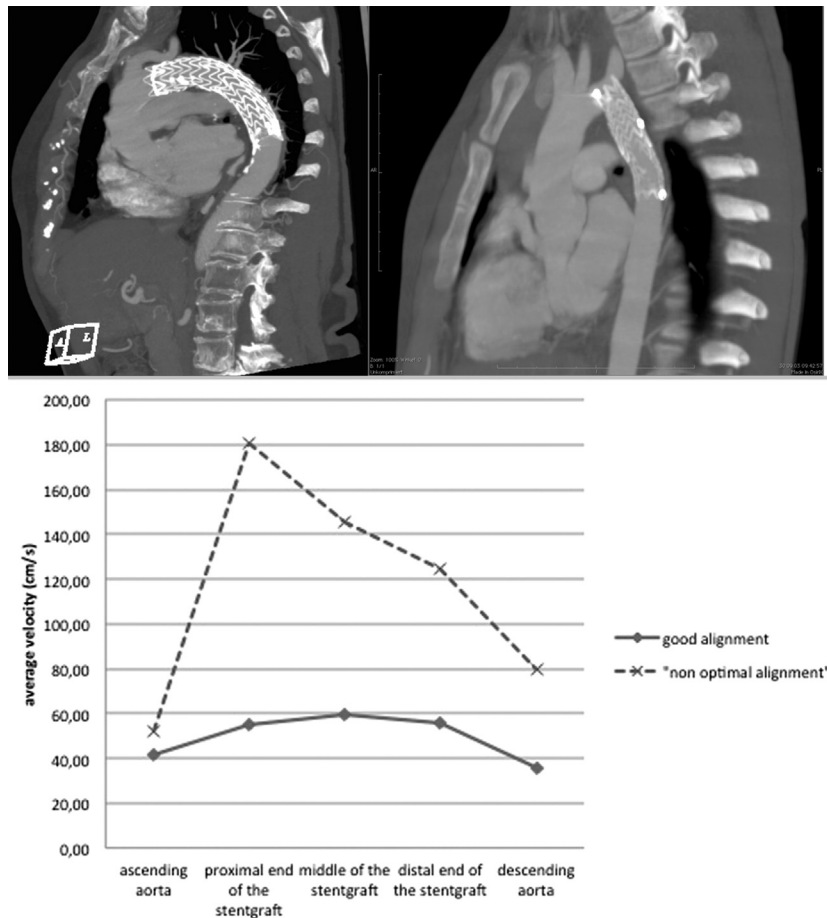 A L
AR
200,00
180,00
160,00
140,00
120,00
100,00
80,00
60,00
40,00
20,00
0,00
average velocity (cm/s)
ascending aorta
proximal end of the stentgraft
middle of the stentgraft
distal end of the stentgraft
descending aorta
good alignment
"non optimal alignment"